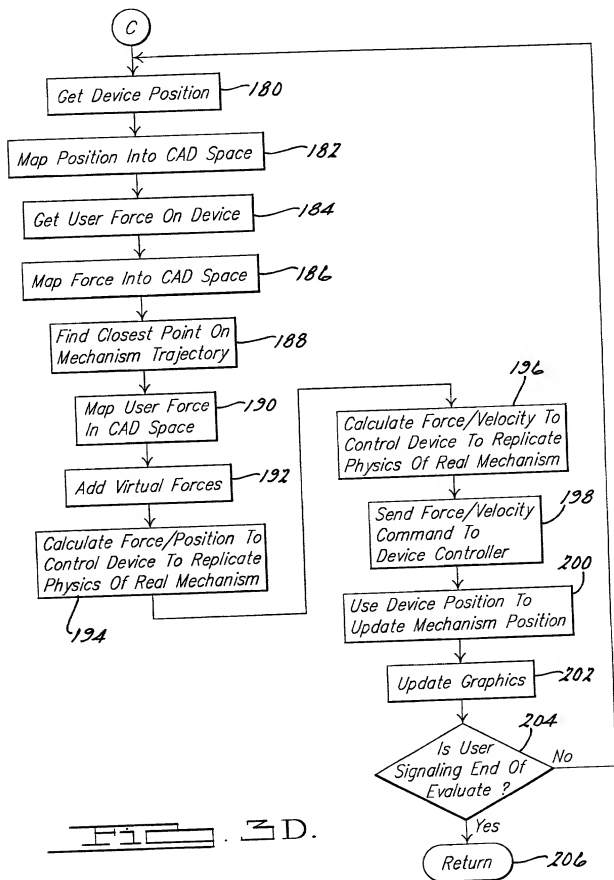 C
Get Device Position
180
Map Position Into CAD Space
182
Get User Force On Device
184
Map Force Into CAD Space
186
Find Closest Point On
Mechanism Trajectory
188
Map User Force
In CAD Space
190
Add Virtual Forces
192
Calculate Force/Position To
Control Device To Replicate
Physics Of Real Mechanism
194
196
Calculate Force/Velocity To
Control Device To Replicate
Physics Of Real Mechanism
Send Force/Velocity
Command To
Device Controller
198
200
Use Device Position To
Update Mechanism Position
Update Graphics
202
204
Is User
Signaling End Of
Evaluate ?
No
Yes
Return
206
FIG. 3D.